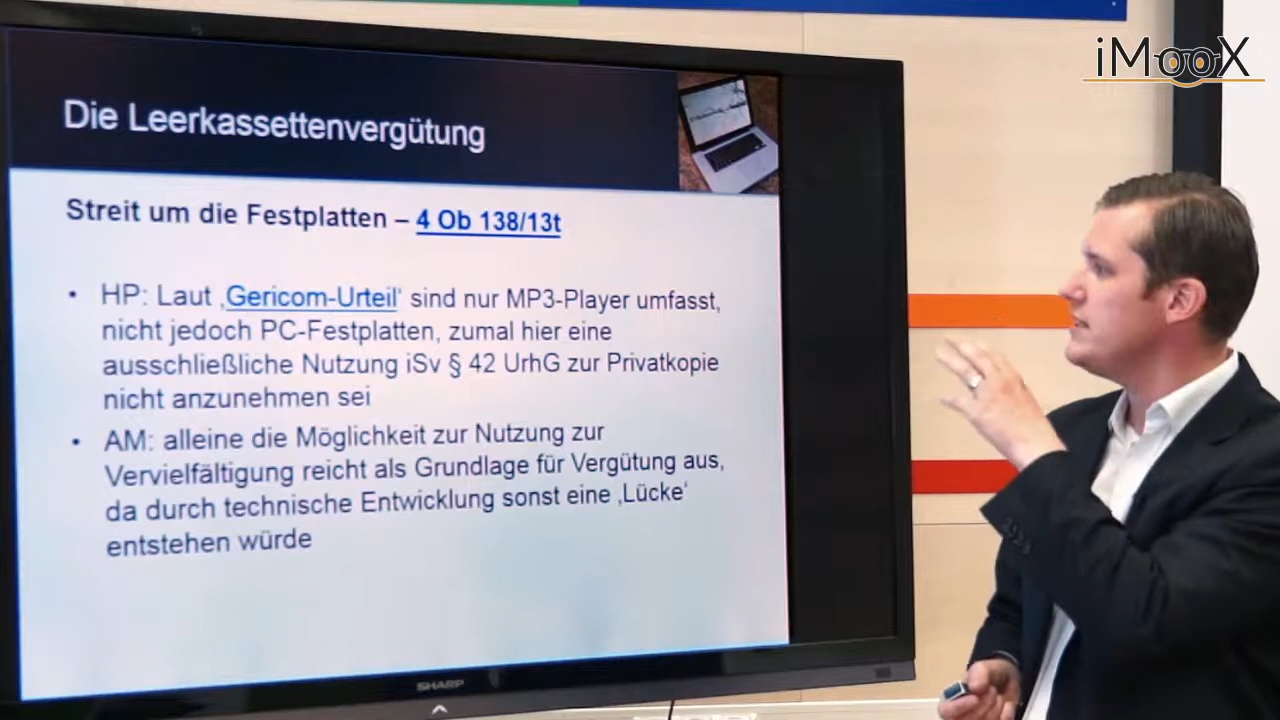 iMooX
Die Leerkassettenvergütung
Streit um die Festplatten – 4 Ob 138/13t
• HP: Laut ‚Gericom-Urteil‘ sind nur MP3-Player umfasst,
nicht jedoch PC-Festplatten, zumal hier eine
ausschließliche Nutzung iSv § 42 UrhG zur Privatkopie
nicht anzunehmen sei
• AM: alleine die Möglichkeit zur Nutzung zur
Vervielfältigung reicht als Grundlage für Vergütung aus,
da durch technische Entwicklung sonst eine ‚Lücke‘
entstehen würde
SHARP